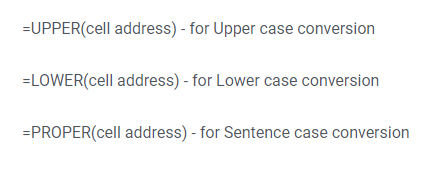 =UPPER(cell address) - for Upper case conversion
=LOWER(cell address) - for Lower case conversion
=PROPER(cell address) - for Sentence case conversion